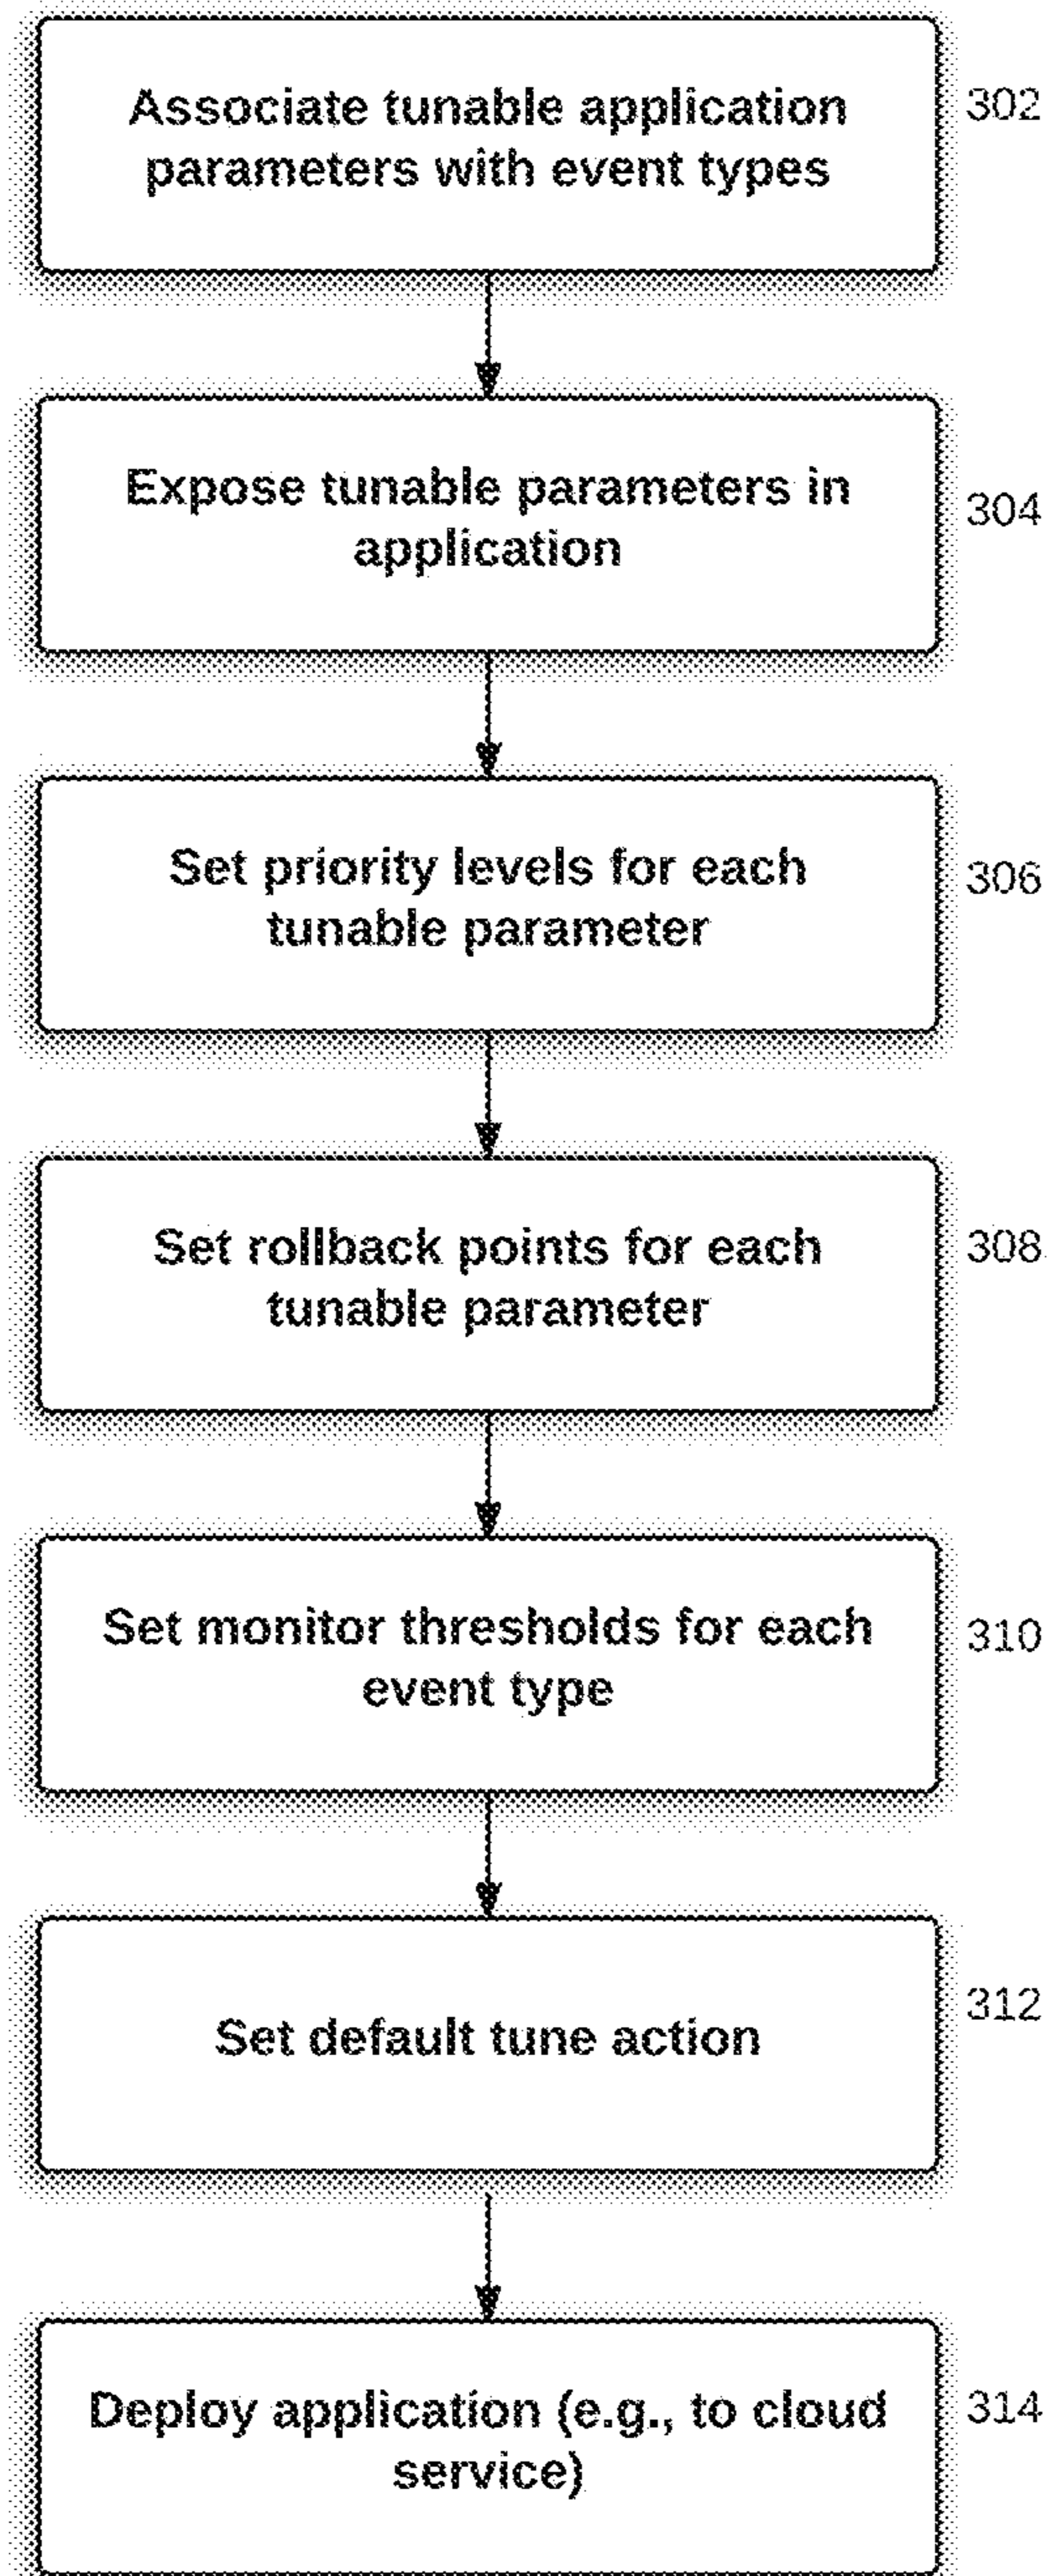 Associate tunable application
parameters with event types
302
Expose tunable parameters in
application
304
Set priority levels for each
tunable parameter
306
Set rollback points for each
tunable parameter
308
Set monitor thresholds for each
event type
310
Set default tune action
312
Deploy application (e.g., to cloud
service)
314